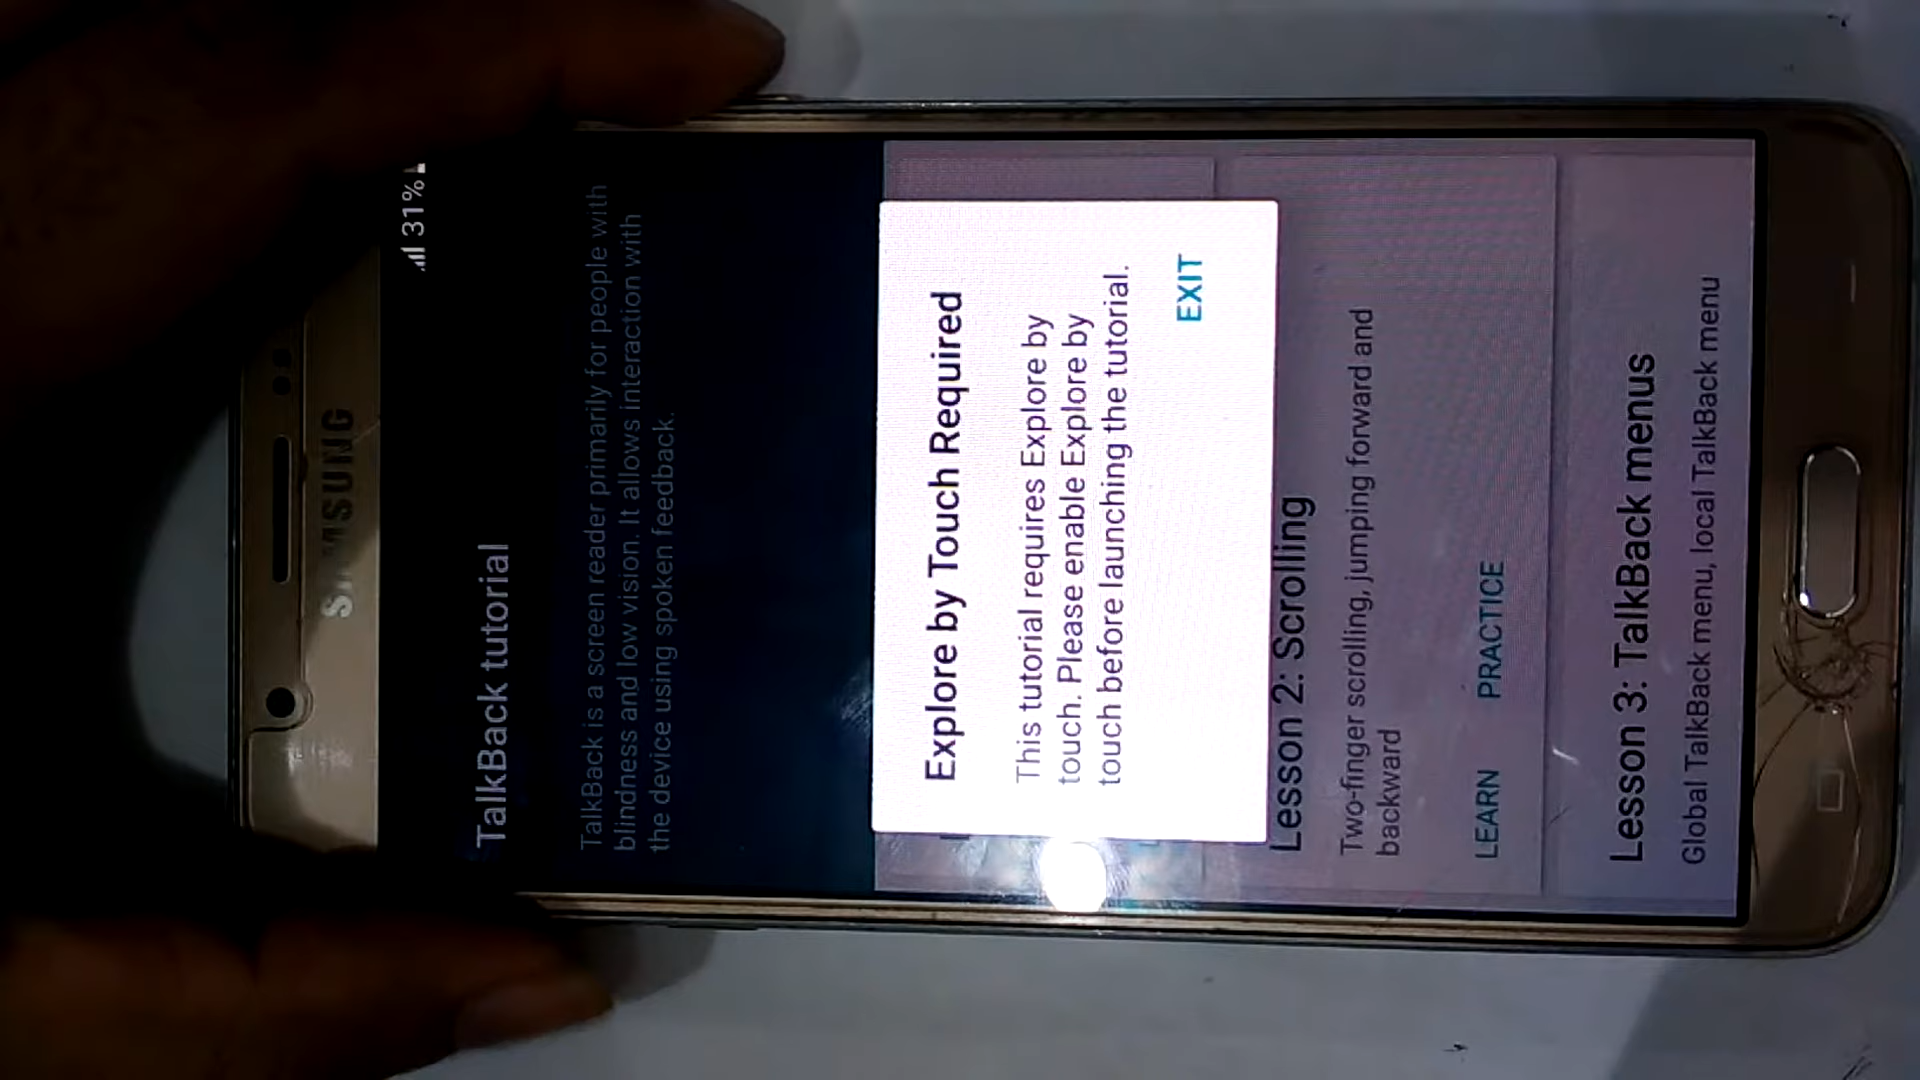 SAMSUNG
31%
TalkBack tutorial
TalkBack is a screen reader primarily for people with
blindness and low vision. It allows interaction with
the device using spoken feedback.
Explore by Touch Required
This tutorial requires Explore by
touch. Please enable Explore by
touch before launching the tutorial.
EXIT
Lesson 2: Scrolling
Two-finger scrolling, jumping forward and
backward
LEARN PRACTICE
Lesson 3: TalkBack menus
Global TalkBack menu, local TalkBack menu